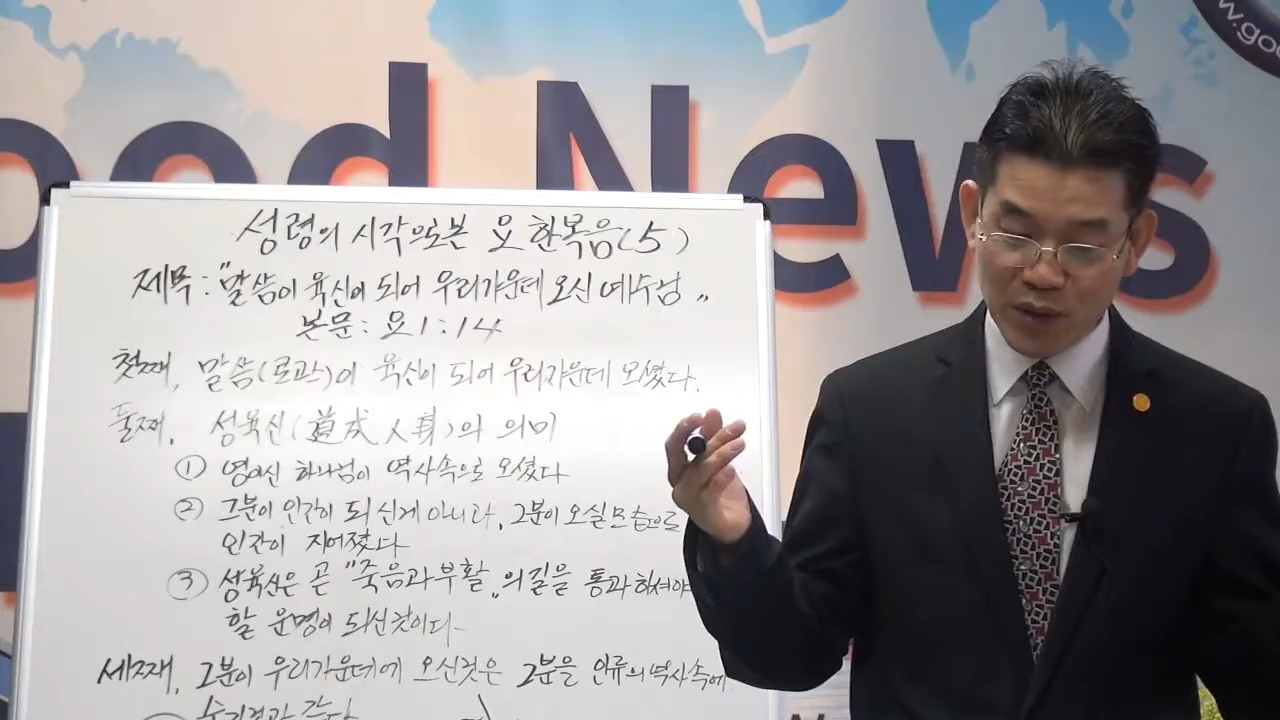 www.goo
Good News
성령의 시각으로본 요한복음(5)
제목 : "말씀이 육신이 되어 우리가운데 오신 예수님"
본문 : 요 1 : 14
첫째, 말씀(로고스)이 육신이 되어 우리가운데 오셨다.
둘째, 성육신(道成人身)의 의미
① 영이신 하나님이 역사속으로 오셨다
② 그분이 인간이 되신게 아니라, 그분이 오실모습으로
인간이 지어졌다
③ 성육신은 곧 "죽음과부활"의길을 통과하셔야
할 운명이 되신것이다-
세째, 그분이 우리가운데에 오신것은 그분을 인류의역사속에